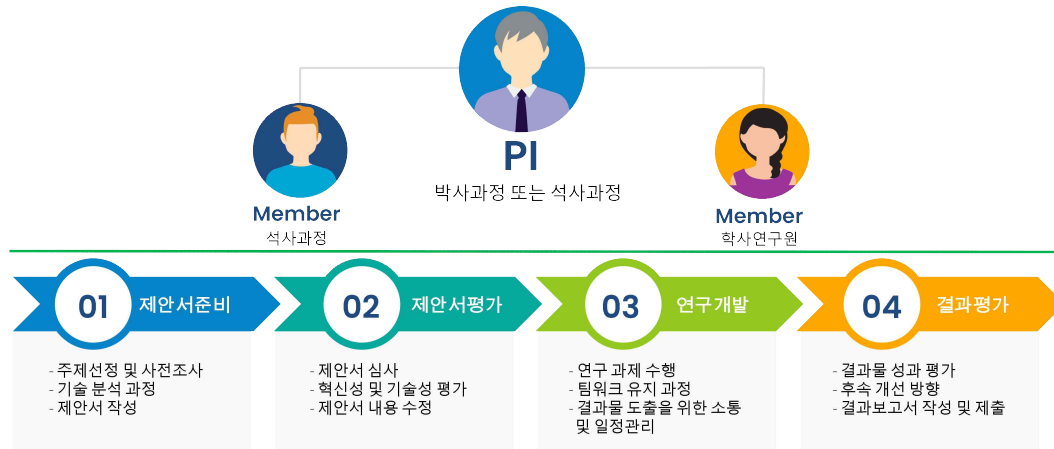 PI
박사과정 또는 석사과정
Member
석사과정
Member
학사연구원
01 제안서준비
- 주제선정 및 사전조사
- 기술 분석 과정
- 제안서 작성
02 제안서평가
- 제안서 심사
- 혁신성 및 기술성 평가
- 제안서 내용 수정
03 연구개발
- 연구 과제 수행
- 팀워크 유지 과정
- 결과물 도출을 위한 소통
및 일정관리
04 결과평가
- 결과물 성과 평가
- 후속 개선 방향
- 결과보고서 작성 및 제출